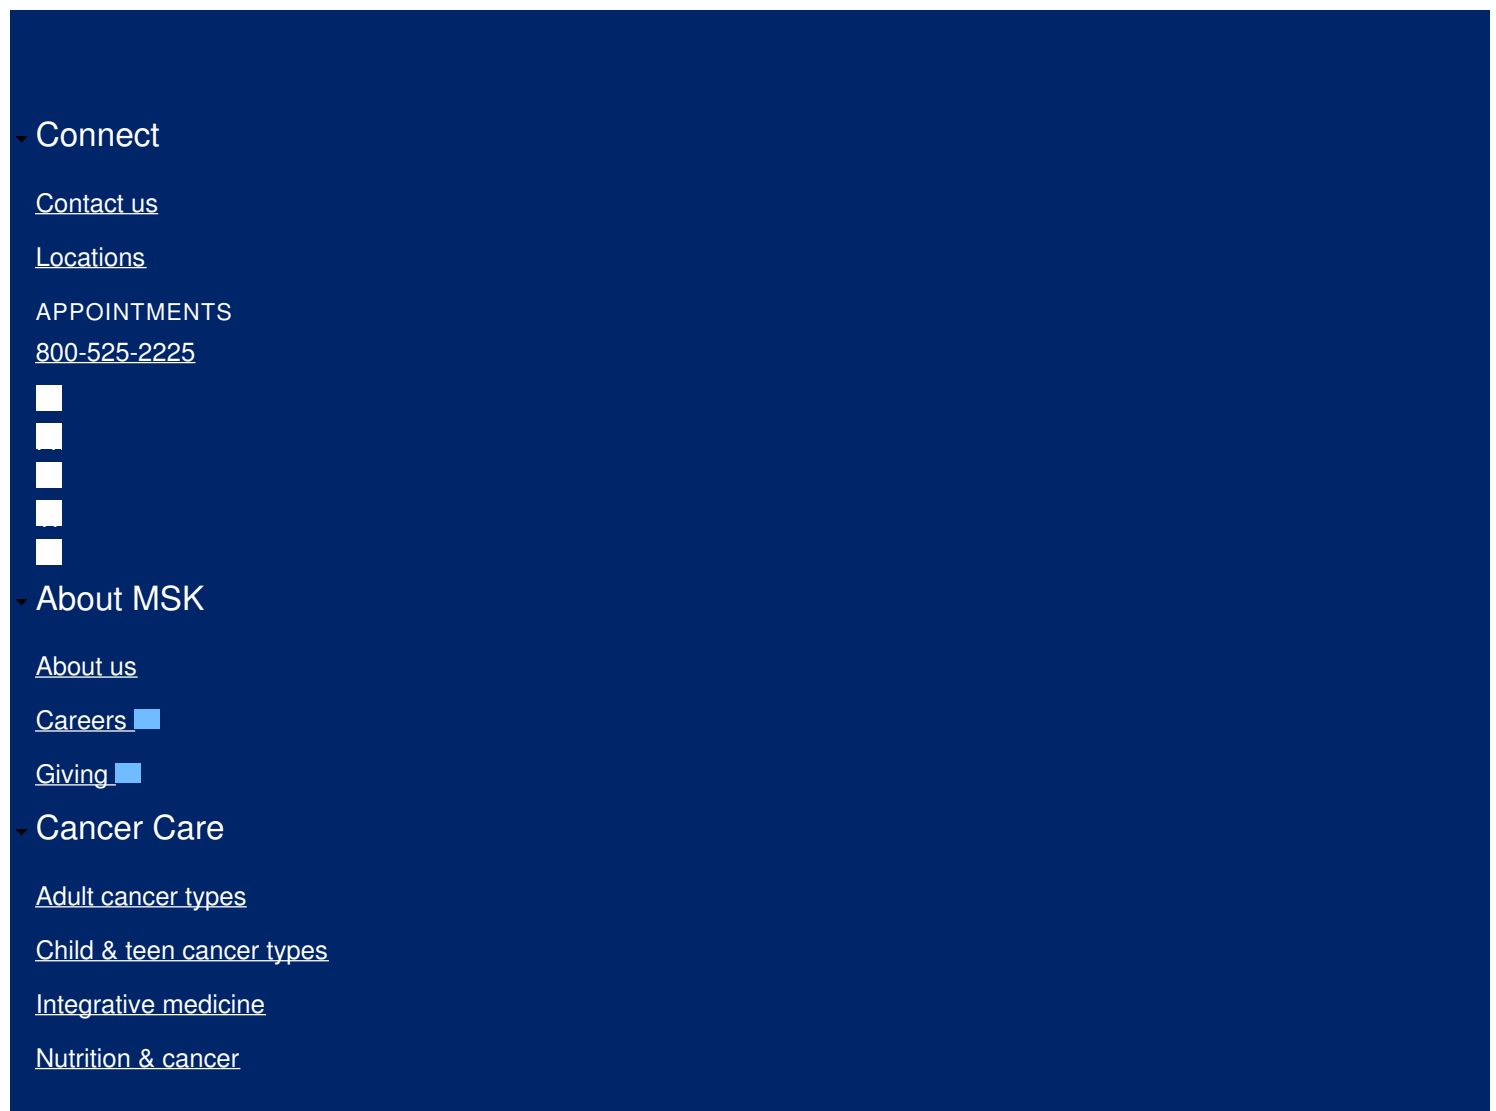 Connect
Contact us
Locations
APPOINTMENTS
800-525-2225
About MSK
About us
Careers
Giving
Cancer Care
Adult cancer types
Child & teen cancer types
Integrative medicine
Nutrition & cancer